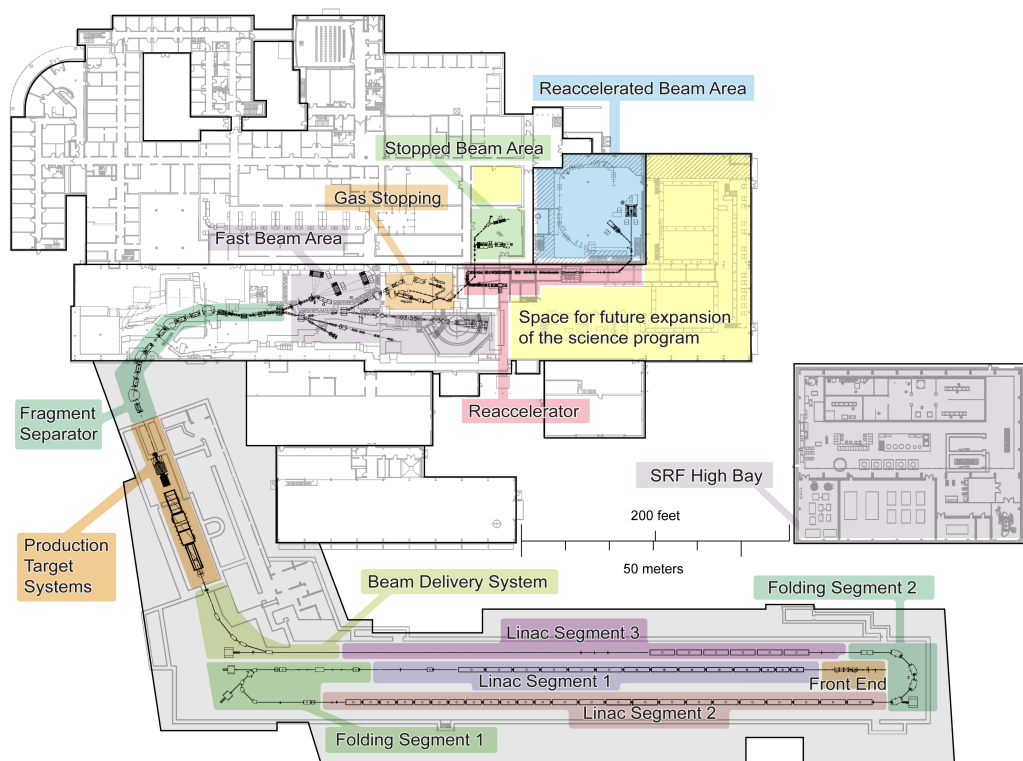 Reaccelerated Beam Area
Stopped Beam Area
Gas Stopping
Fast Beam Area
Space for future expansion
of the science program
Fragment
Separator
Reaccelerator
SRF High Bay
200 feet
50 meters
Production
Target
Systems
Beam Delivery System
Folding Segment 2
Linac Segment 3
Linac Segment 1
Front End
Linac Segment 2
Folding Segment 1